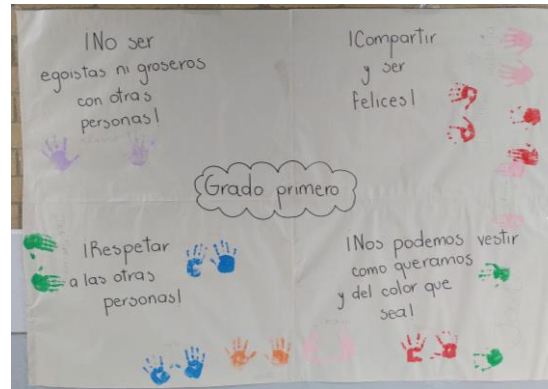 ¡No ser
egoistas ni groseros
con otras
personas!
¡Compartir
y ser
felices!
Grado primero
¡Respetar
a las otras
personas!
¡Nos podemos vestir
como queramos
y del color que
sea!